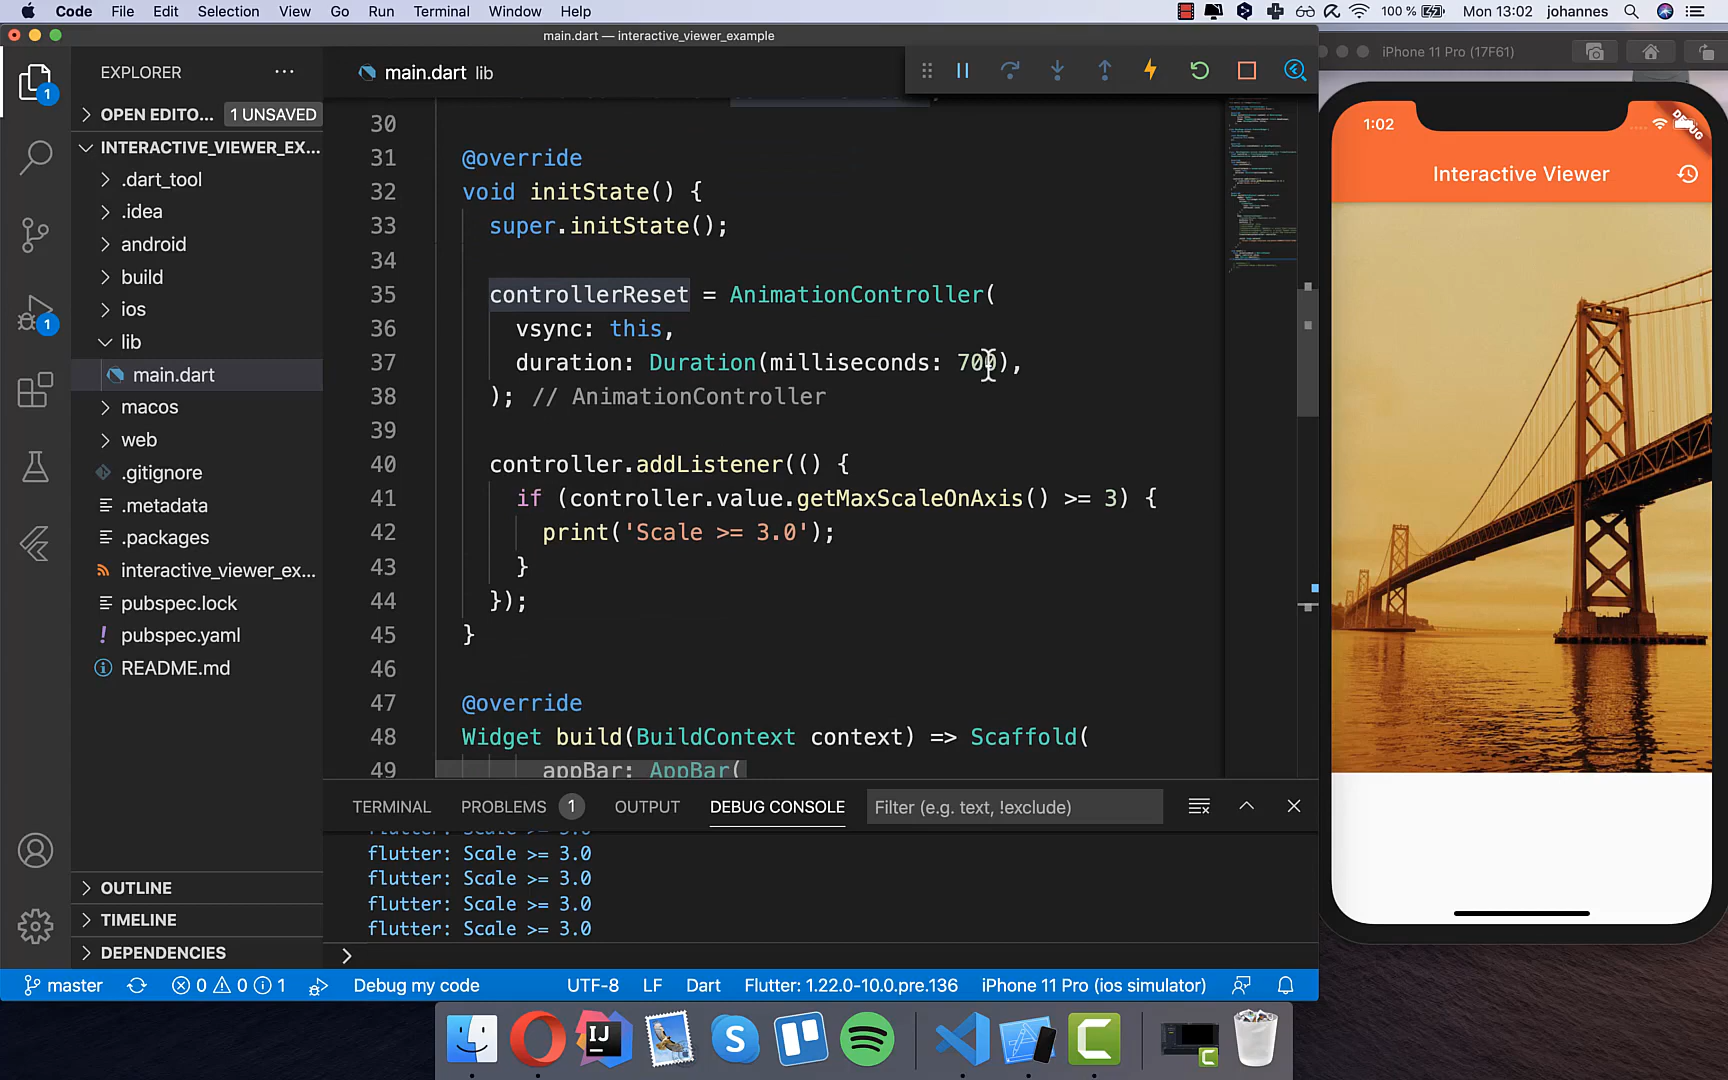 Code File Edit Selection View Go Run Terminal Window Help
100 % Mon 13:02 johannes
main.dart — interactive_viewer_example
iPhone 11 Pro (17F61)
EXPLORER
main.dart lib
OPEN EDITO... 1 UNSAVED
INTERACTIVE_VIEWER_EX...
.dart_tool
.idea
android
build
ios
lib
main.dart
macos
web
.gitignore
.metadata
.packages
interactive_viewer_ex...
pubspec.lock
pubspec.yaml
README.md
OUTLINE
TIMELINE
DEPENDENCIES
1
1
30
31 @override
32 void initState() {
33 super.initState();
34
35 controllerReset = AnimationController(
36 vsync: this,
37 duration: Duration(milliseconds: 700),
38 ); // AnimationController
39
40 controller.addListener(() {
41 if (controller.value.getMaxScaleOnAxis() >= 3) {
42 print('Scale >= 3.0');
43 }
44 });
45 }
46
47 @override
48 Widget build(BuildContext context) => Scaffold(
49 appBar: AppBar(
TERMINAL PROBLEMS 1 OUTPUT DEBUG CONSOLE Filter (e.g. text, !exclude)
flutter: Scale >= 3.0
flutter: Scale >= 3.0
flutter: Scale >= 3.0
flutter: Scale >= 3.0
flutter: Scale >= 3.0
master 0 0 1 Debug my code UTF-8 LF Dart Flutter: 1.22.0-10.0.pre.136 iPhone 11 Pro (ios simulator)
1:02
DEBUG
Interactive Viewer
IJ